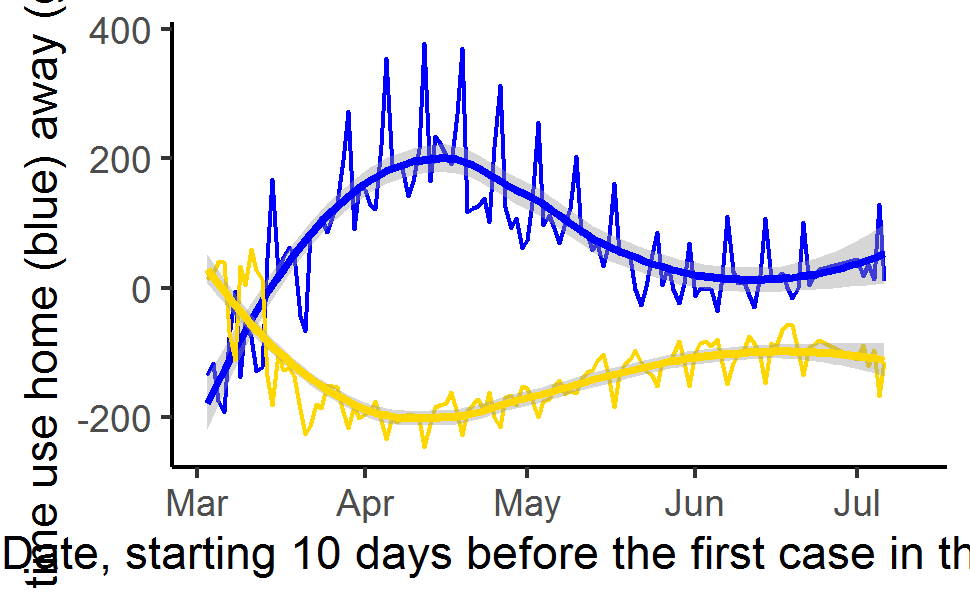 400
200
0
-200
time use home (blue) away (
Mar Apr May Jun Jul
Date, starting 10 days before the first case in th